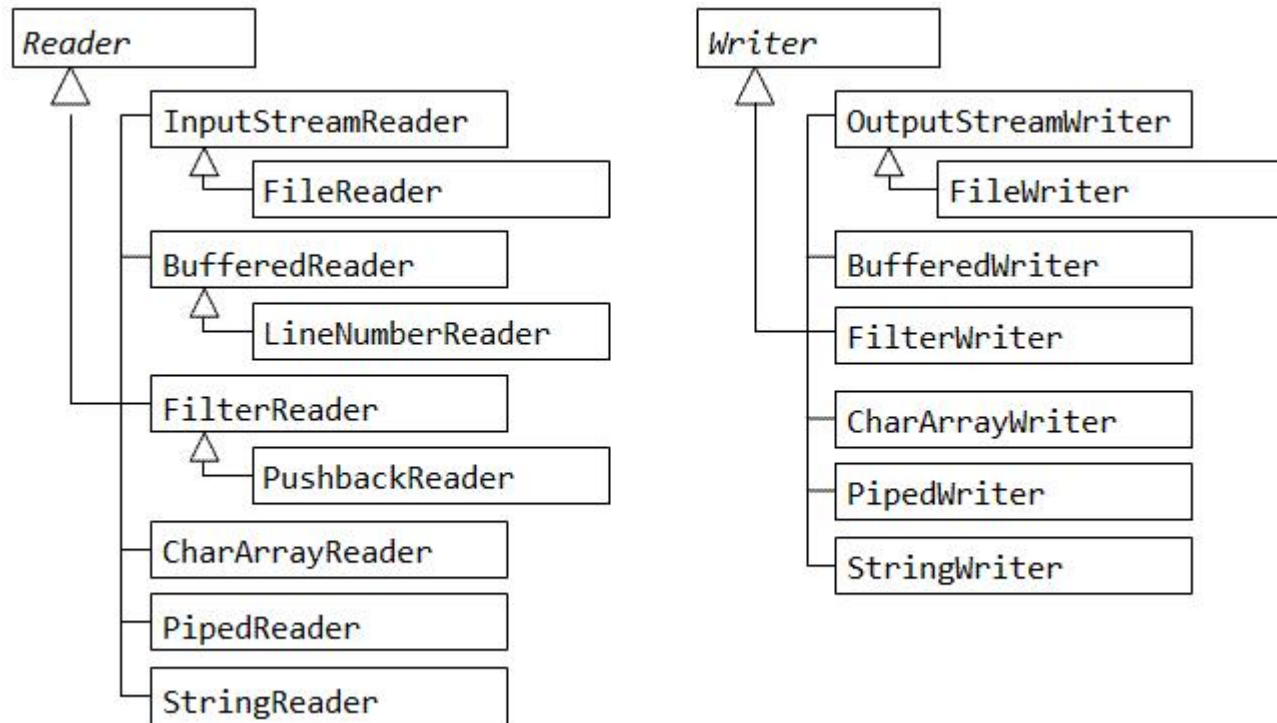 Reader
InputStreamReader
FileReader
BufferedReader
LineNumberReader
FilterReader
PushbackReader
CharArrayReader
PipedReader
StringReader
Writer
OutputStreamWriter
FileWriter
BufferedWriter
FilterWriter
CharArrayWriter
PipedWriter
StringWriter